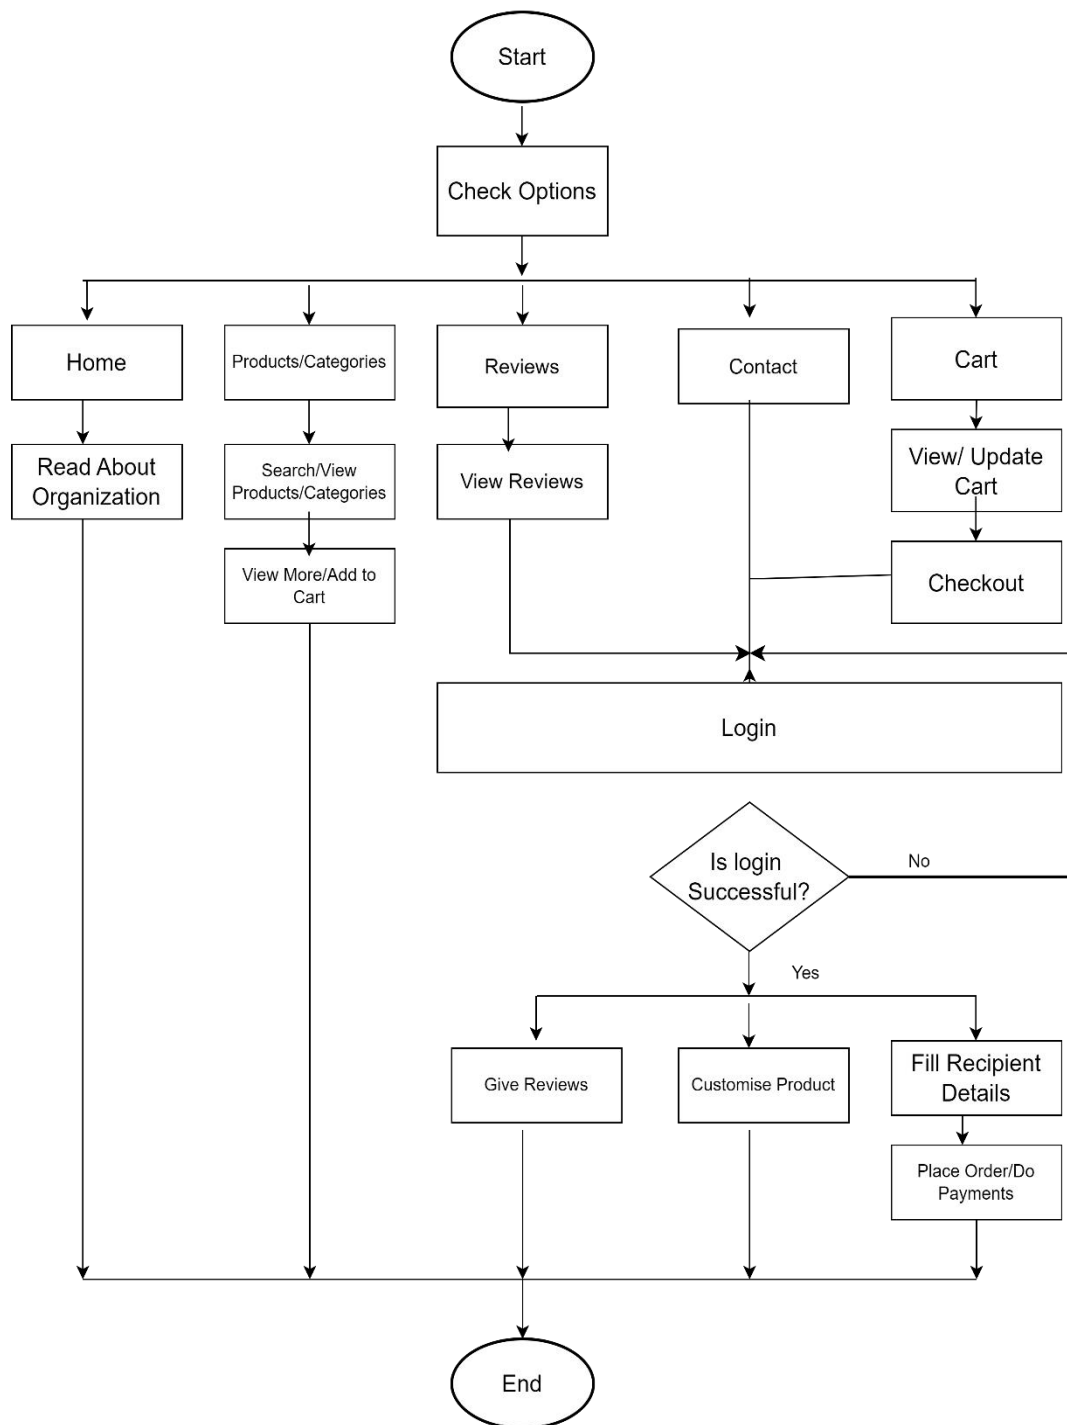 Start
Check Options
Home
Products/Categories
Reviews
Contact
Cart
Read About
Organization
Search/View
Products/Categories
View Reviews
View/ Update
Cart
View More/Add to
Cart
Checkout
Login
Is login
Successful?
No
Yes
Give Reviews
Customise Product
Fill Recipient
Details
Place Order/Do
Payments
End